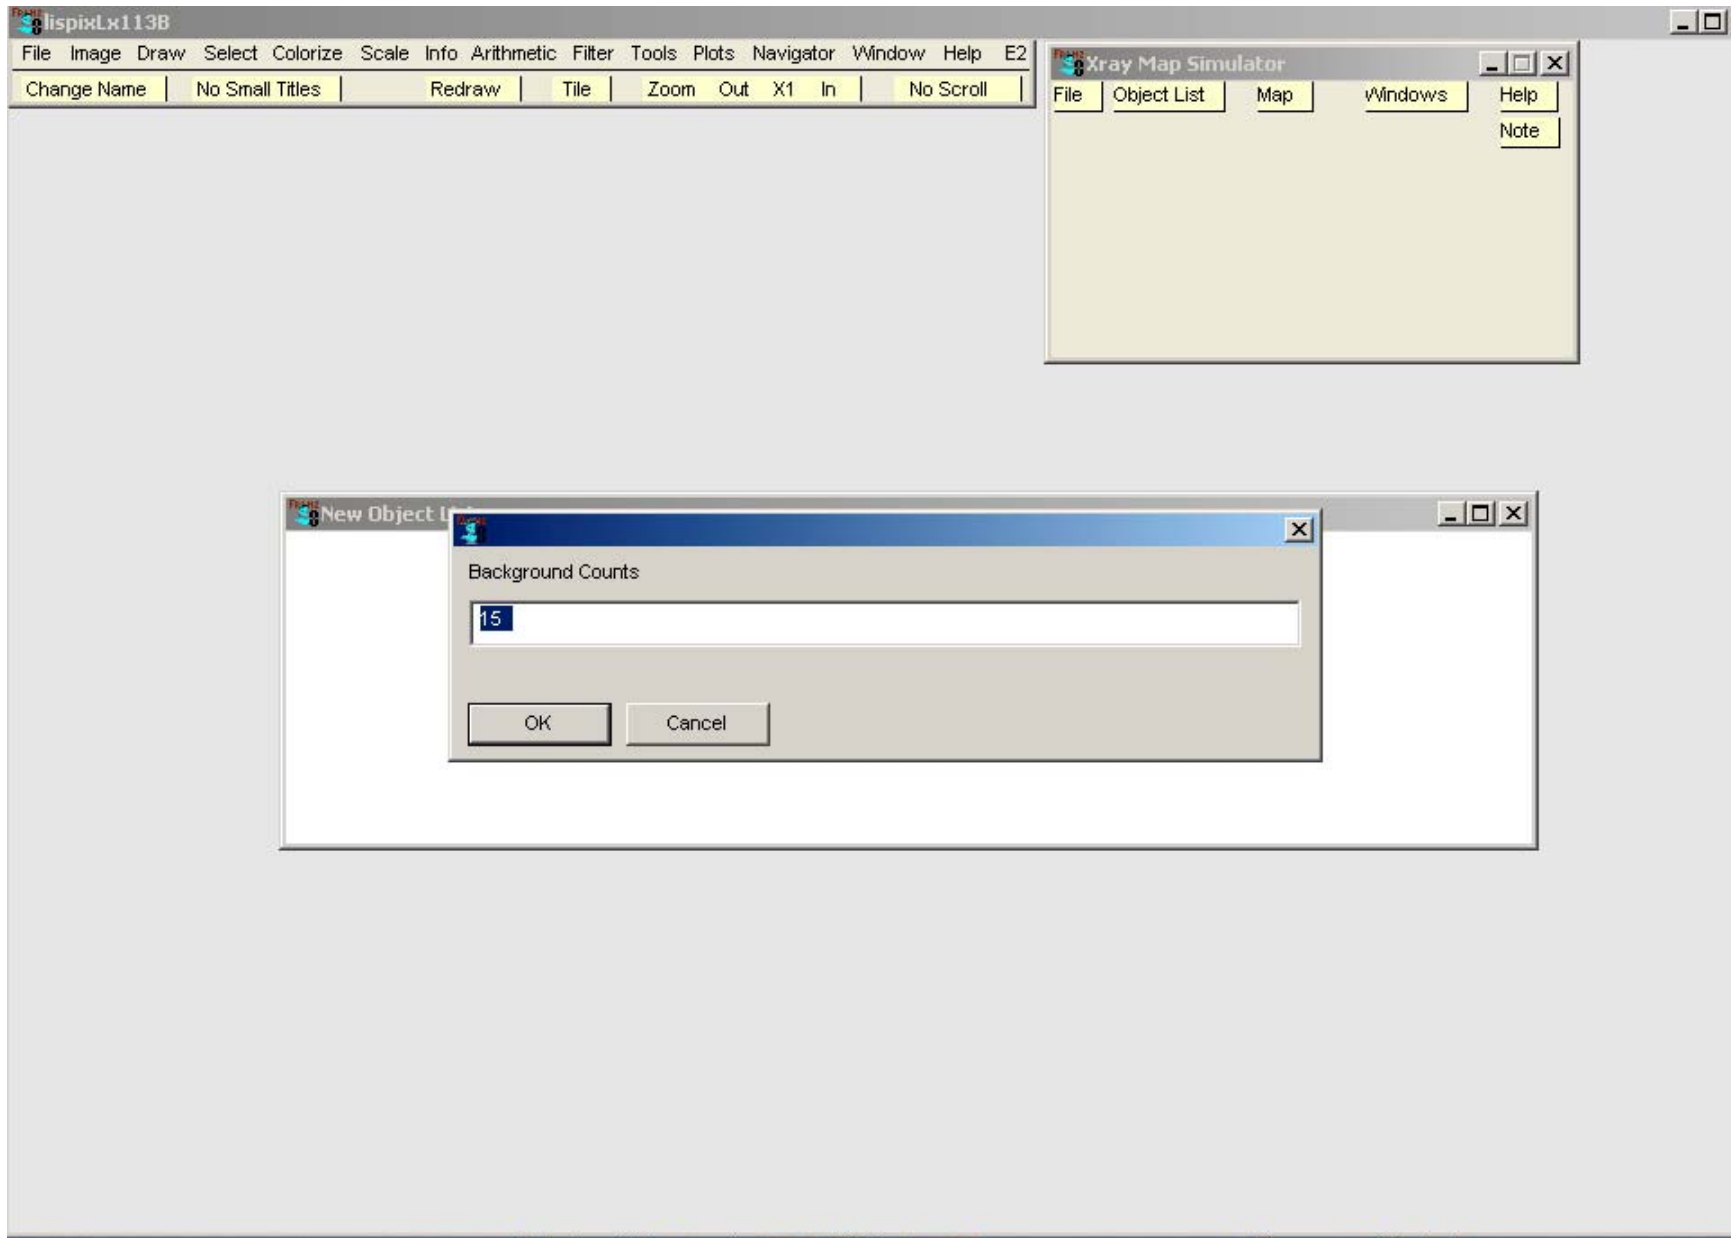 lispixLx113B
File Image Draw Select Colorize Scale Info Arithmetic Filter Tools Plots Navigator Window Help E2
Change Name No Small Titles Redraw Tile Zoom Out X1 In No Scroll
Xray Map Simulator
File Object List Map Windows Help
Note
New Object
Background Counts
15
OK Cancel